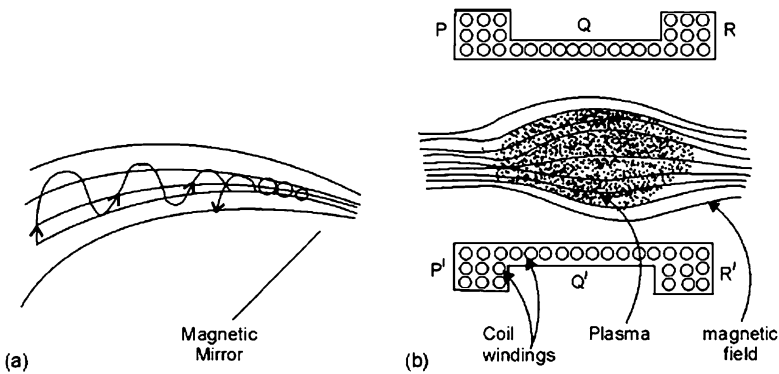 P
Q
R
P'
Q'
R'
Magnetic
Mirror
Coil
windings
Plasma
magnetic
field
(a)
(b)